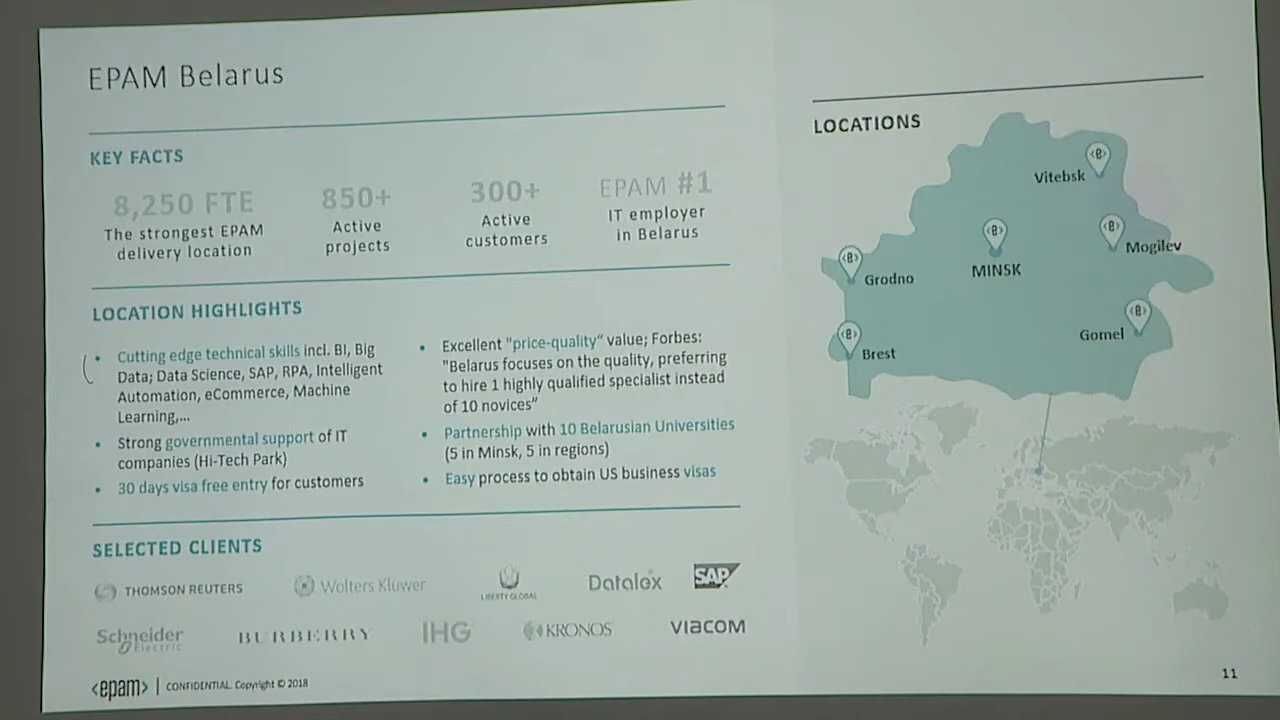 EPAM Belarus
KEY FACTS
8,250 FTE
The strongest EPAM
delivery location
850+
Active
projects
300+
Active
customers
EPAM #1
IT employer
in Belarus
LOCATION HIGHLIGHTS
• Cutting edge technical skills incl. BI, Big
Data; Data Science, SAP, RPA, Intelligent
Automation, eCommerce, Machine
Learning,...
• Strong governmental support of IT
companies (Hi-Tech Park)
• 30 days visa free entry for customers
• Excellent "price-quality" value; Forbes:
"Belarus focuses on the quality, preferring
to hire 1 highly qualified specialist instead
of 10 novices"
• Partnership with 10 Belarusian Universities
(5 in Minsk, 5 in regions)
• Easy process to obtain US business visas
SELECTED CLIENTS
THOMSON REUTERS
Wolters Kluwer
LIBERTY GLOBAL
Datalex
SAP
Schneider
Electric
BURBERRY
IHG
KRONOS
VIACOM
<epam> | CONFIDENTIAL. Copyright © 2018
LOCATIONS
Vitebsk
Mogilev
MINSK
Grodno
Gomel
Brest
11